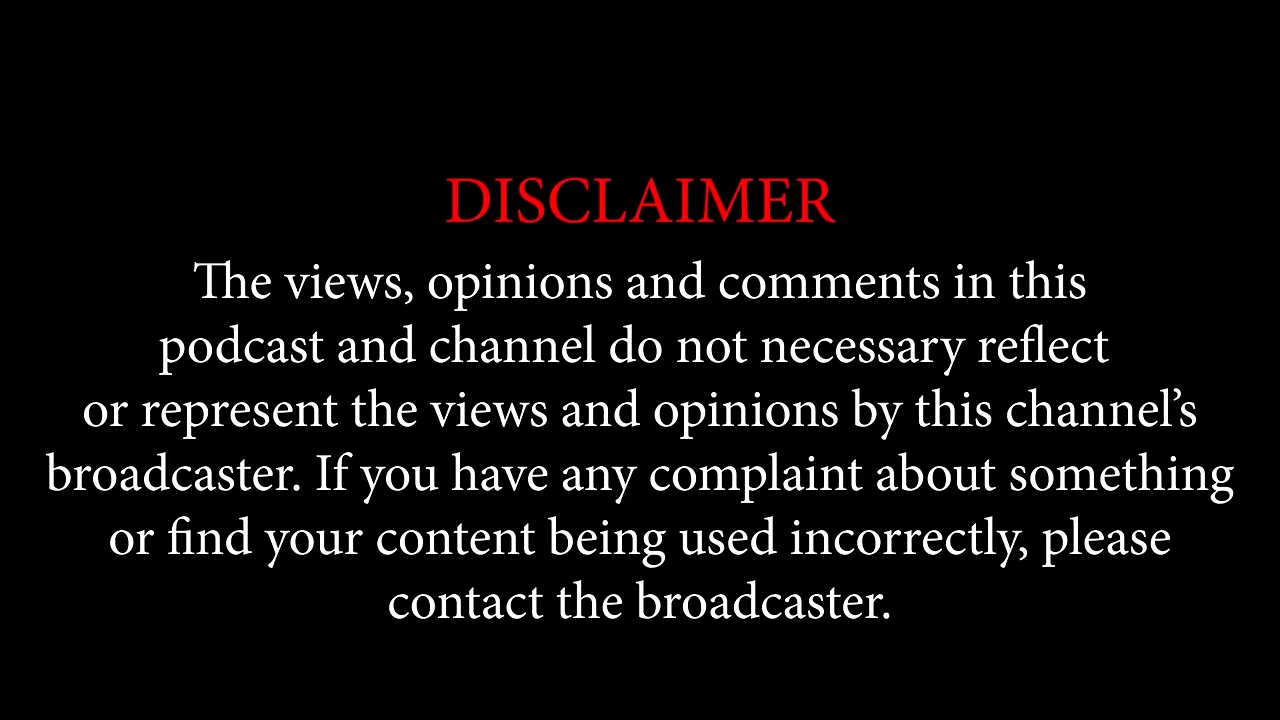 DISCLAIMER
The views, opinions and comments in this
podcast and channel do not necessary reflect
or represent the views and opinions by this channel’s
broadcaster. If you have any complaint about something
or find your content being used incorrectly, please
contact the broadcaster.